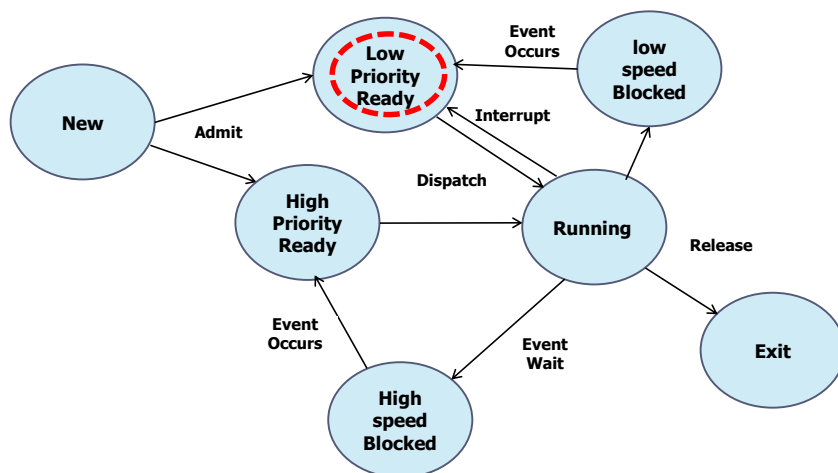 Event
Occurs
Low
Priority
Ready
low
speed
Blocked
New
Admit
Interrupt
Dispatch
High
Priority
Ready
Running
Release
Event
Occurs
Event
Wait
Exit
High
speed
Blocked